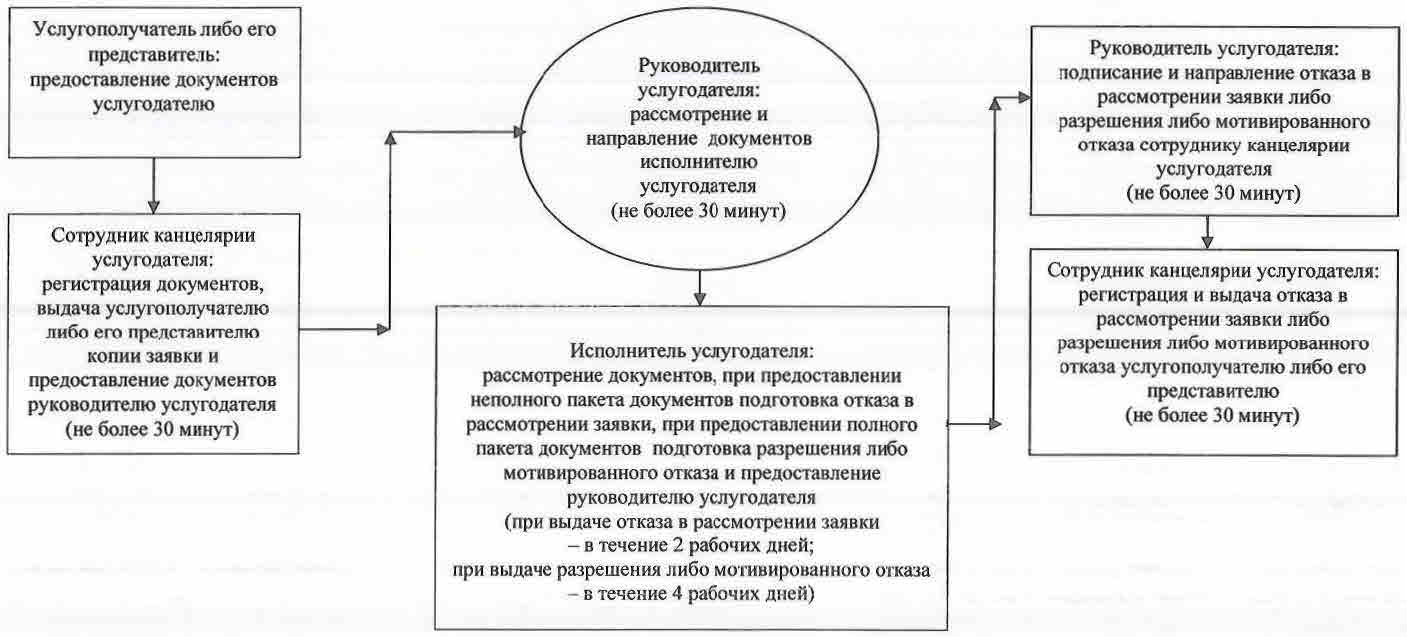 Услугополучатель либо его
представитель:
предоставление документов
услугодателю
Сотрудник канцелярии
услугодателя:
регистрация документов,
выдача услугополучателю
либо его представителю
копии заявки и
предоставление документов
руководителю услугодателя
(не более 30 минут)
Руководитель
услугодателя:
рассмотрение и
направление документов
исполнителю
услугодателя
(не более 30 минут)
Исполнитель услугодателя:
рассмотрение документов, при предоставлении
неполного пакета документов подготовка отказа в
рассмотрении заявки, при предоставлении полного
пакета документов подготовка разрешения либо
мотивированного отказа и предоставление
руководителю услугодателя
(при выдаче отказа в рассмотрении заявки
– в течение 2 рабочих дней;
при выдаче разрешения либо мотивированного отказа
– в течение 4 рабочих дней)
Руководитель услугодателя:
подписание и направление отказа в
рассмотрении заявки либо
разрешения либо мотивированного
отказа сотруднику канцелярии
услугодателя
(не более 30 минут)
Сотрудник канцелярии услугодателя:
регистрация и выдача отказа в
рассмотрении заявки либо
разрешения либо мотивированного
отказа услугополучателю либо его
представителю
(не более 30 минут)